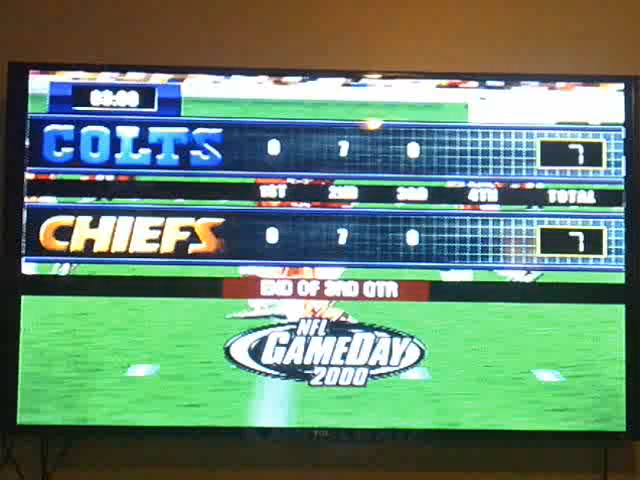 00:00
COLTS 0 7 0 7
1ST 2ND 3RD 4TH TOTAL
CHIEFS 0 7 0 7
END OF 3RD QTR
NFL
GAMEDAY
2000
TCL